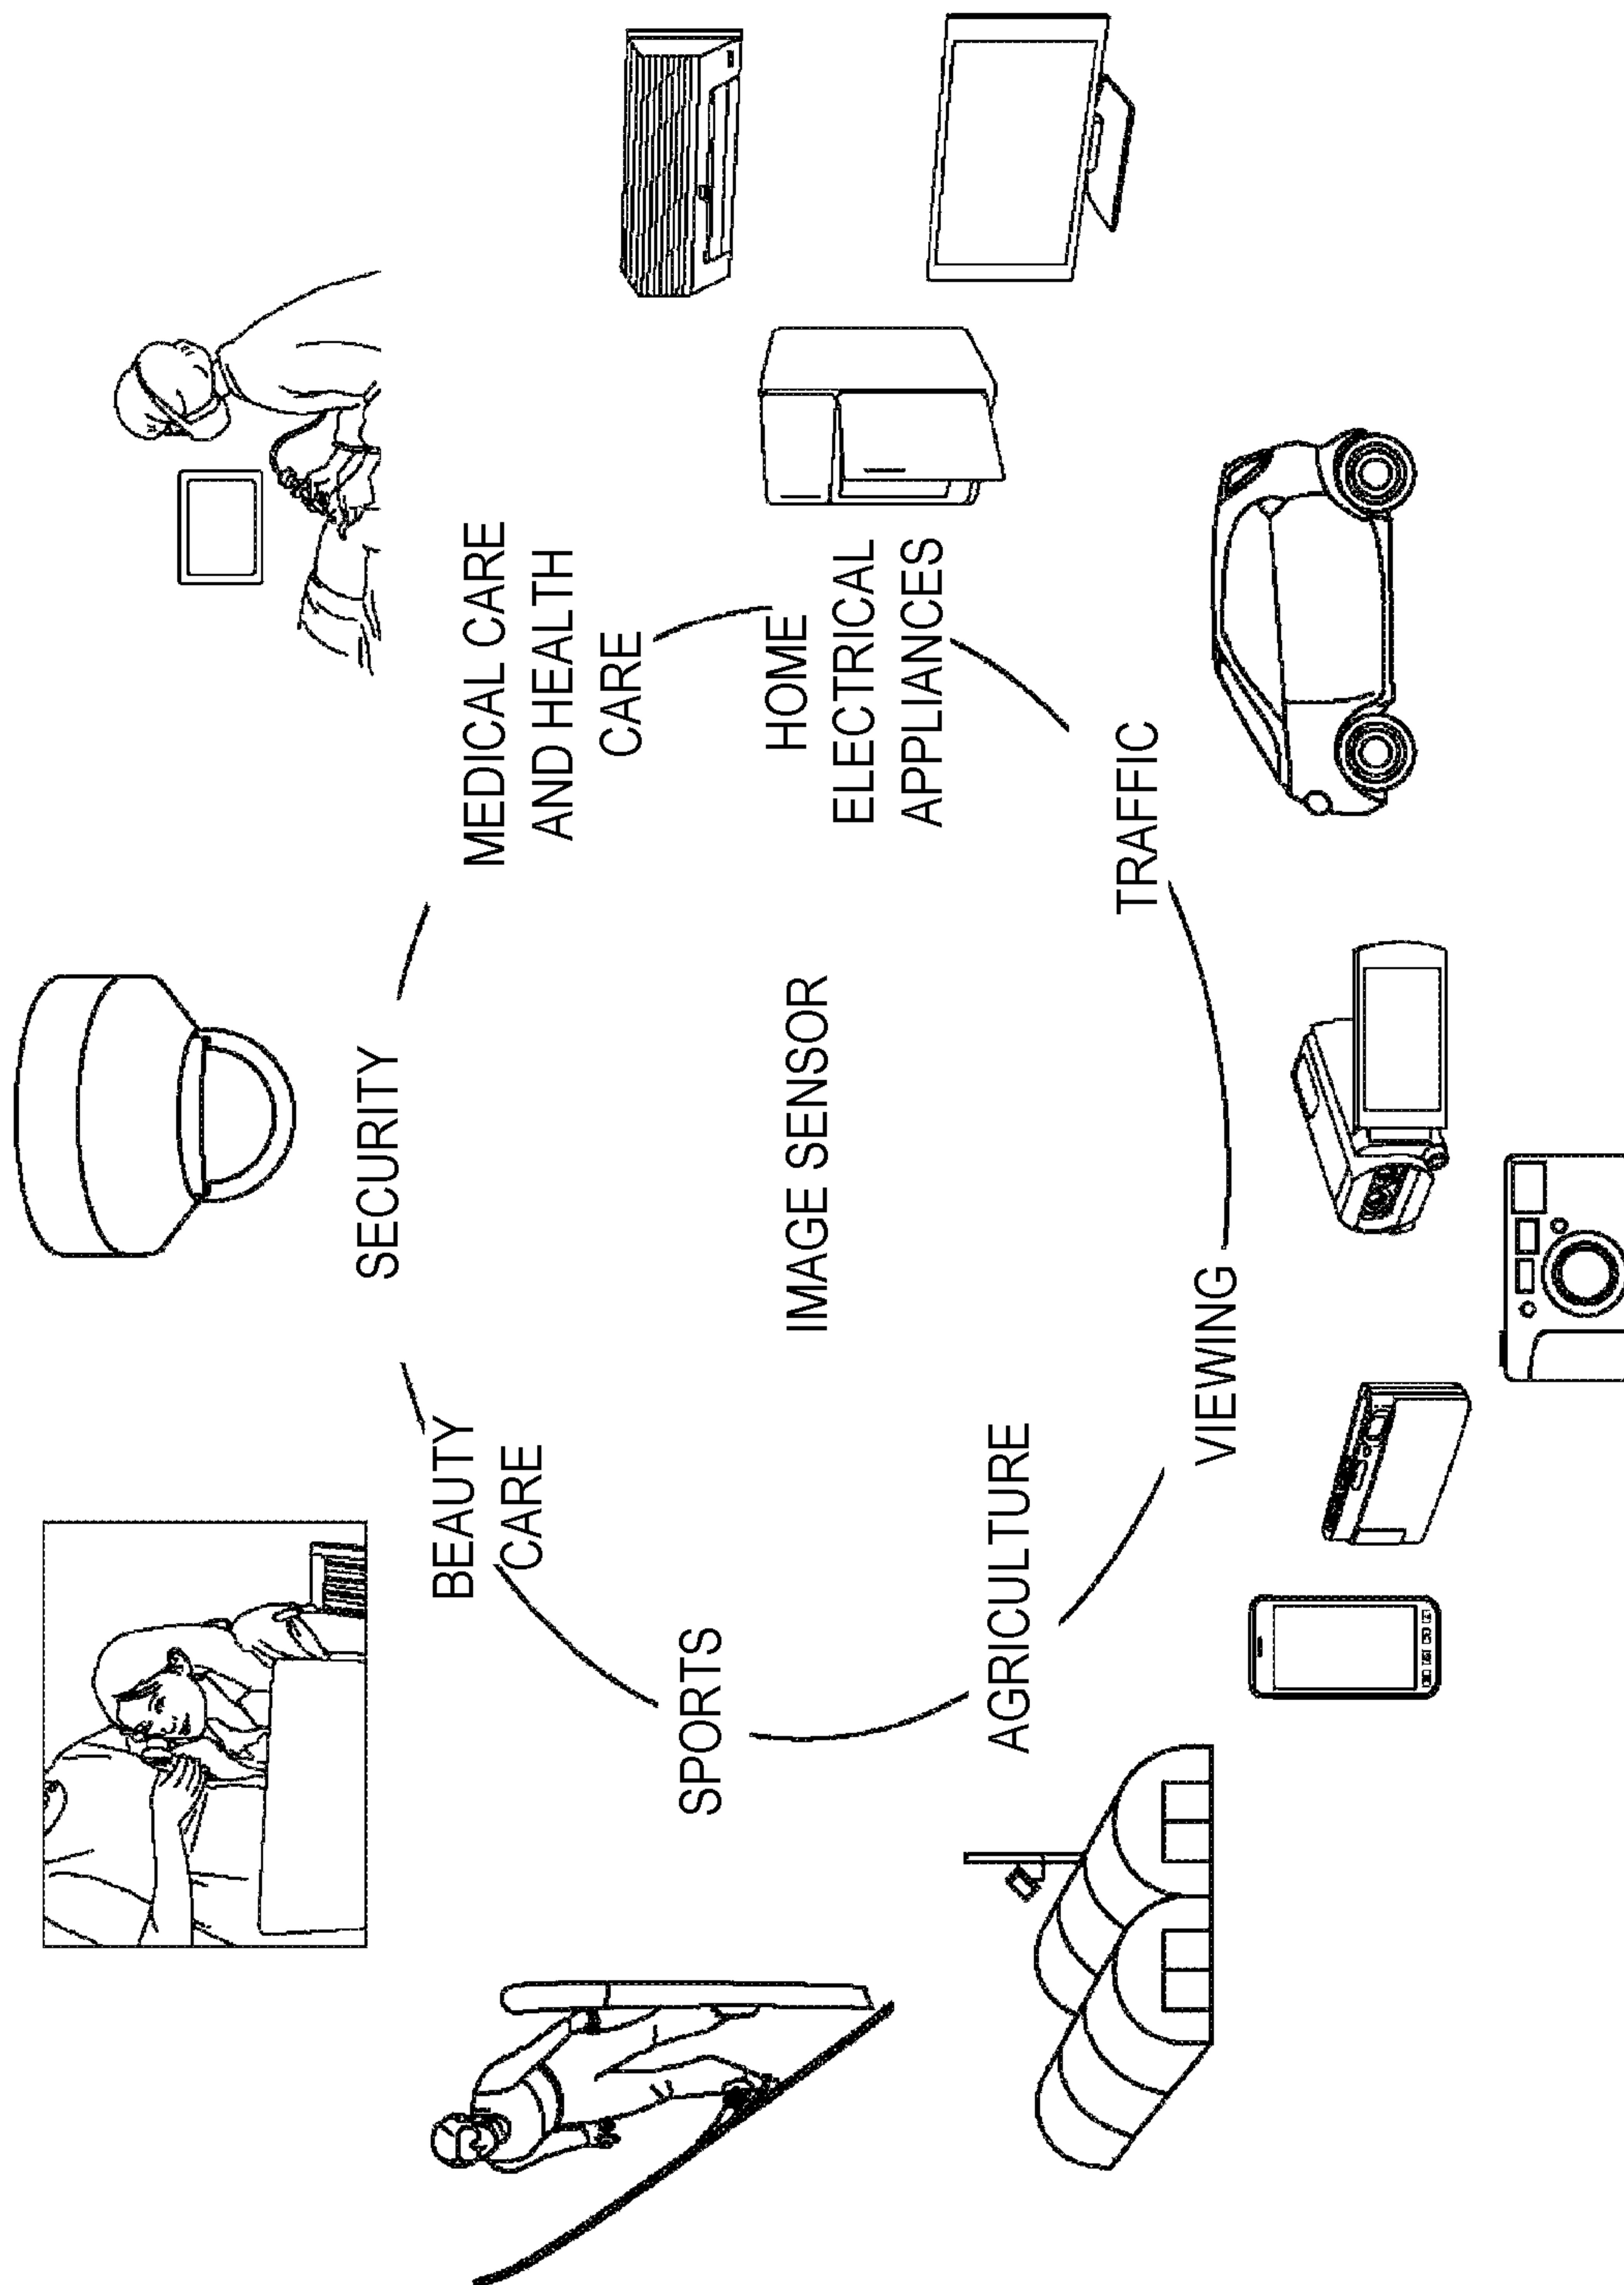 SECURITY
BEAUTY
CARE
MEDICAL CARE
AND HEALTH
CARE
SPORTS
IMAGE SENSOR
HOME
ELECTRICAL
APPLIANCES
AGRICULTURE
TRAFFIC
VIEWING